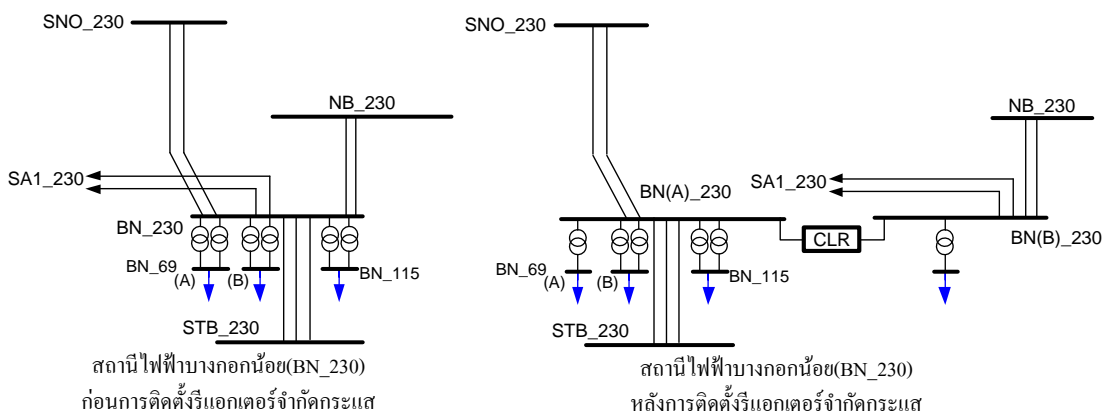 SNO_230
NB_230
SA1_230
BN_230
BN_69
(A)
(B)
BN_115
STB_230
สถานีไฟฟ้าบางกอกน้อย(BN_230)
ก่อนการติดตั้งรีแอกเตอร์จำกัดกระแส
SNO_230
NB_230
SA1_230
BN(A)_230
CLR
BN(B)_230
BN_69
(A)
(B)
BN_115
STB_230
สถานีไฟฟ้าบางกอกน้อย(BN_230)
หลังการติดตั้งรีแอกเตอร์จำกัดกระแส